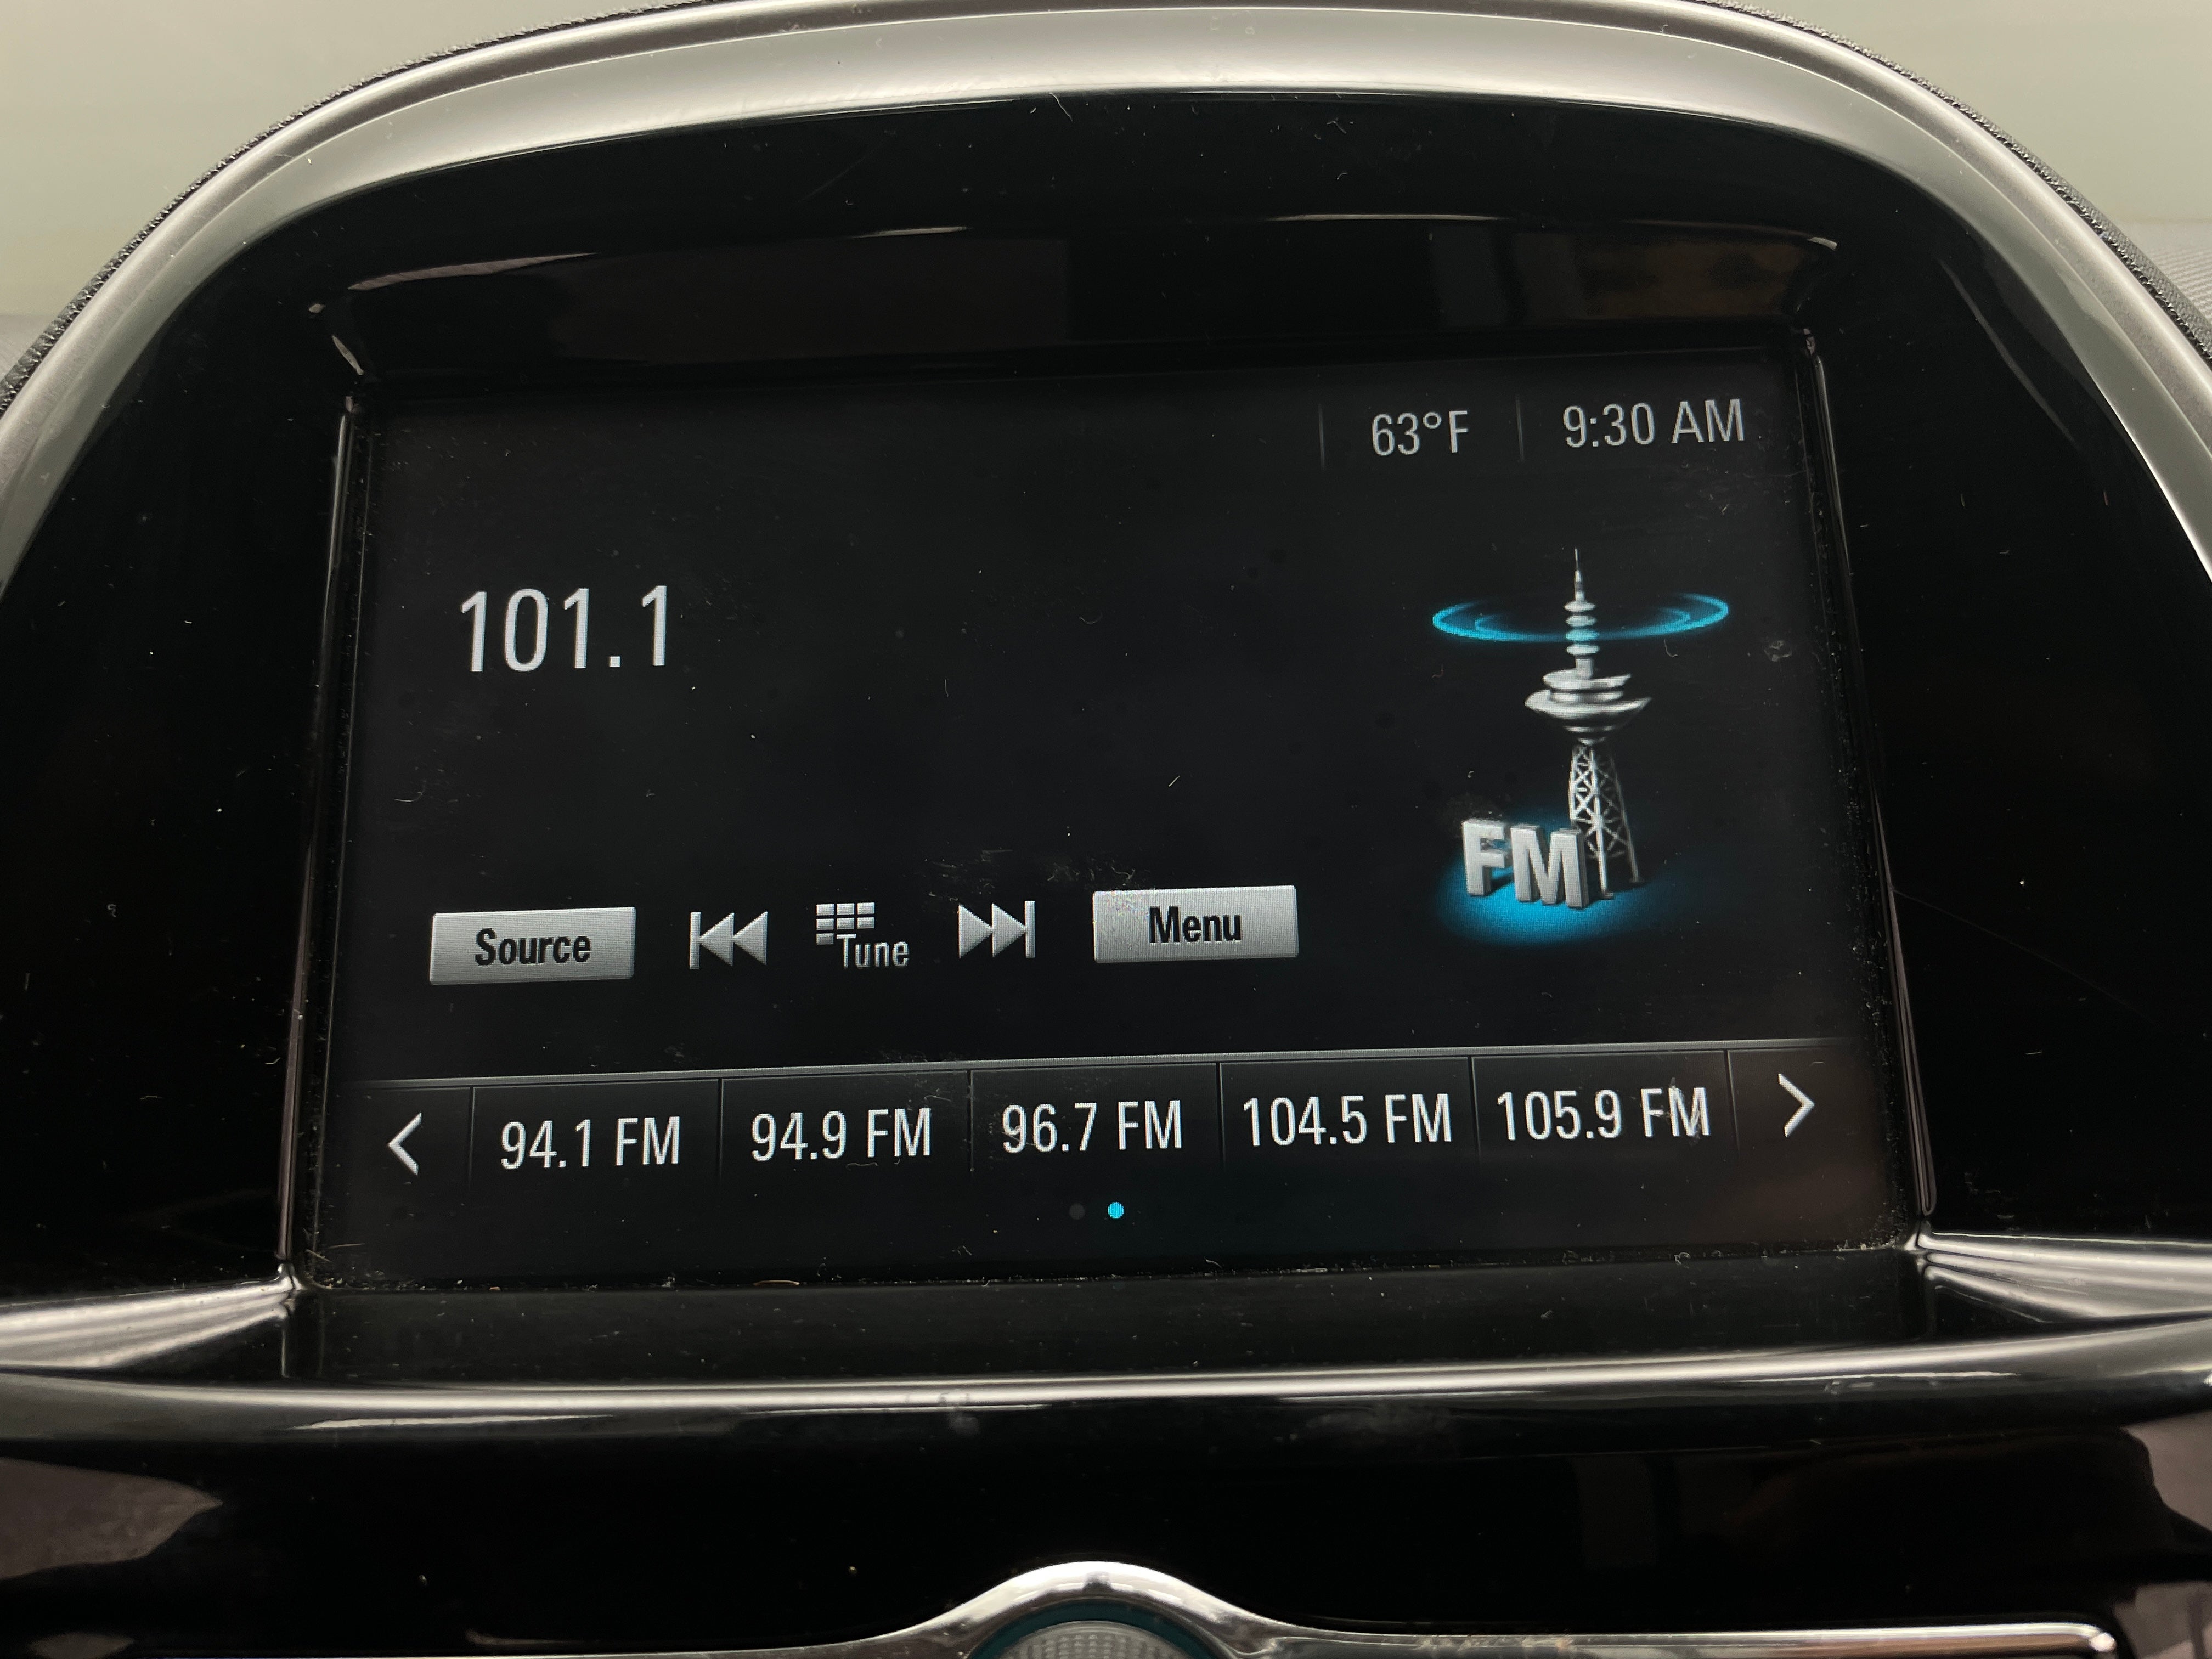 63°F 9:30 AM
101.1
FM
Source Tune Menu
94.1 FM 94.9 FM 96.7 FM 104.5 FM 105.9 FM